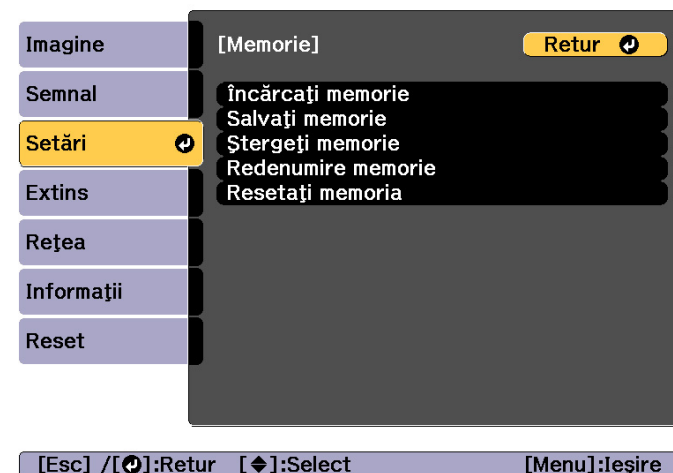 Imagine
Semnal
Setări
Extins
Reţea
Informaţii
Reset
[Memorie]
Retur
Încărcaţi memorie
Salvaţi memorie
Ştergeţi memorie
Redenumire memorie
Resetaţi memoria
[Esc] /[⏎]:Retur [◆]:Select [Menu]:Ieşire